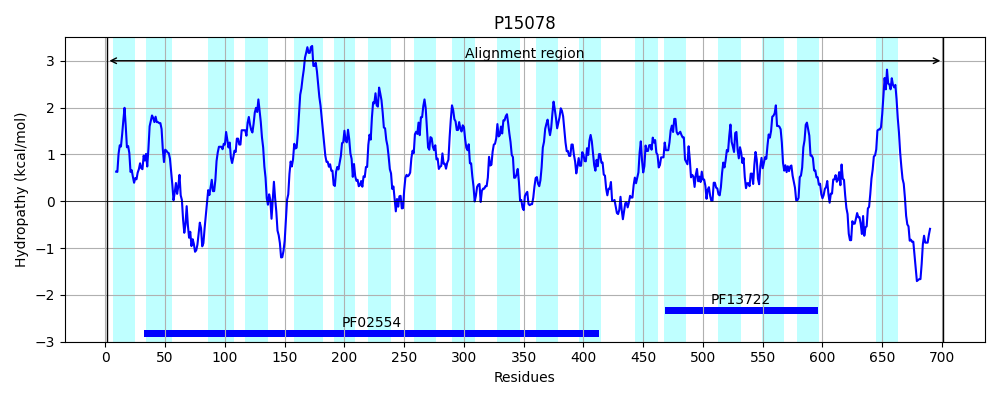 P15078
Alignment region
PF13722
PF02554
Hydropathy (kcal/mol)
3
2
1
0
−1
−2
−3
0 50 100 150 200 250 300 350 400 450 500 550 600 650 700
Residues